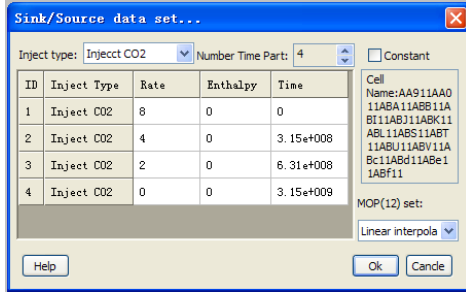 Sink/Source data set...
Inject type: Injecct CO2 Number Time Part: 4 Constant
ID Inject Type Rate Enthalpy Time
1 Inject CO2 8 0 0
2 Inject CO2 4 0 3.15e+008
3 Inject CO2 2 0 6.31e+008
4 Inject CO2 0 0 3.15e+009
Cell
Name:AA911AA0
11ABA11ABB11A
BI11ABJ11ABK11
ABL11ABS11ABT
11ABU11ABV11A
Bc11ABd11ABe1
1ABf11
MOP(12) set:
Linear interpola
Help Ok Cancle